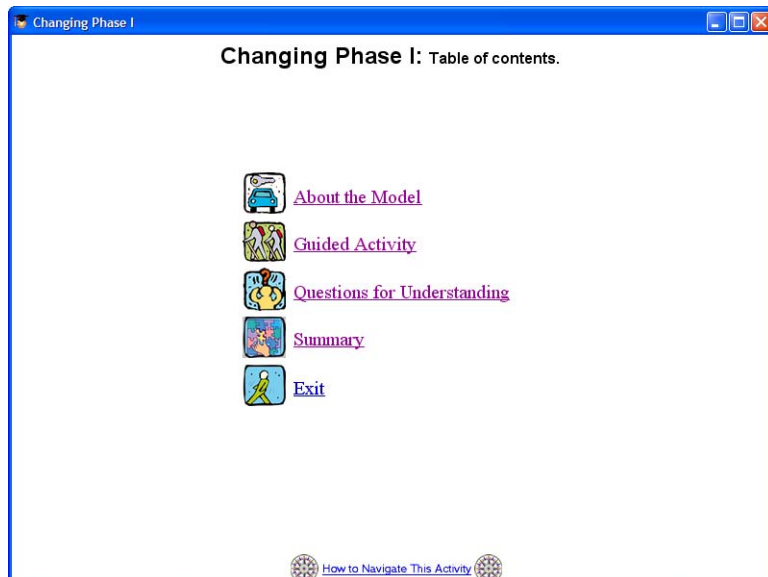 Changing Phase I
Changing Phase I: Table of contents.
About the Model
Guided Activity
Questions for Understanding
Summary
Exit
How to Navigate This Activity